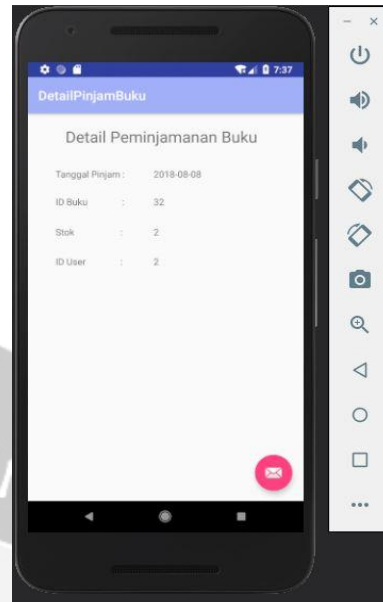 7:37
DetailPinjamBuku
Detail Peminjamanan Buku
Tanggal Pinjam : 2018-08-08
ID Buku : 32
Stok : 2
ID User : 2